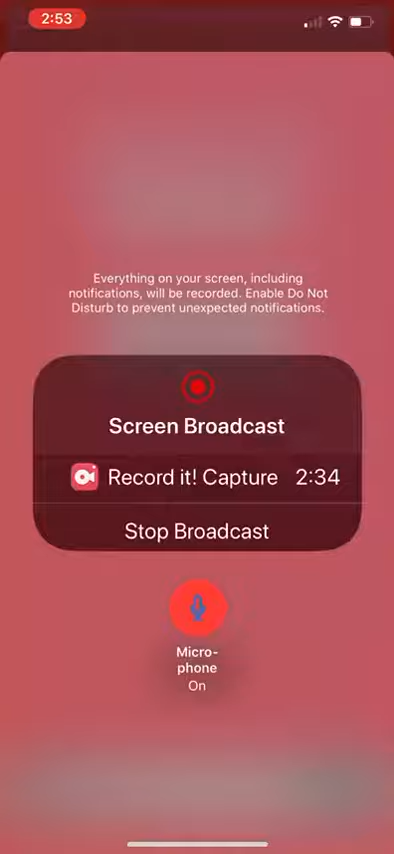 2:53
Everything on your screen, including
notifications, will be recorded. Enable Do Not
Disturb to prevent unexpected notifications.
Screen Broadcast
Record it! Capture 2:34
Stop Broadcast
Micro-
phone
On